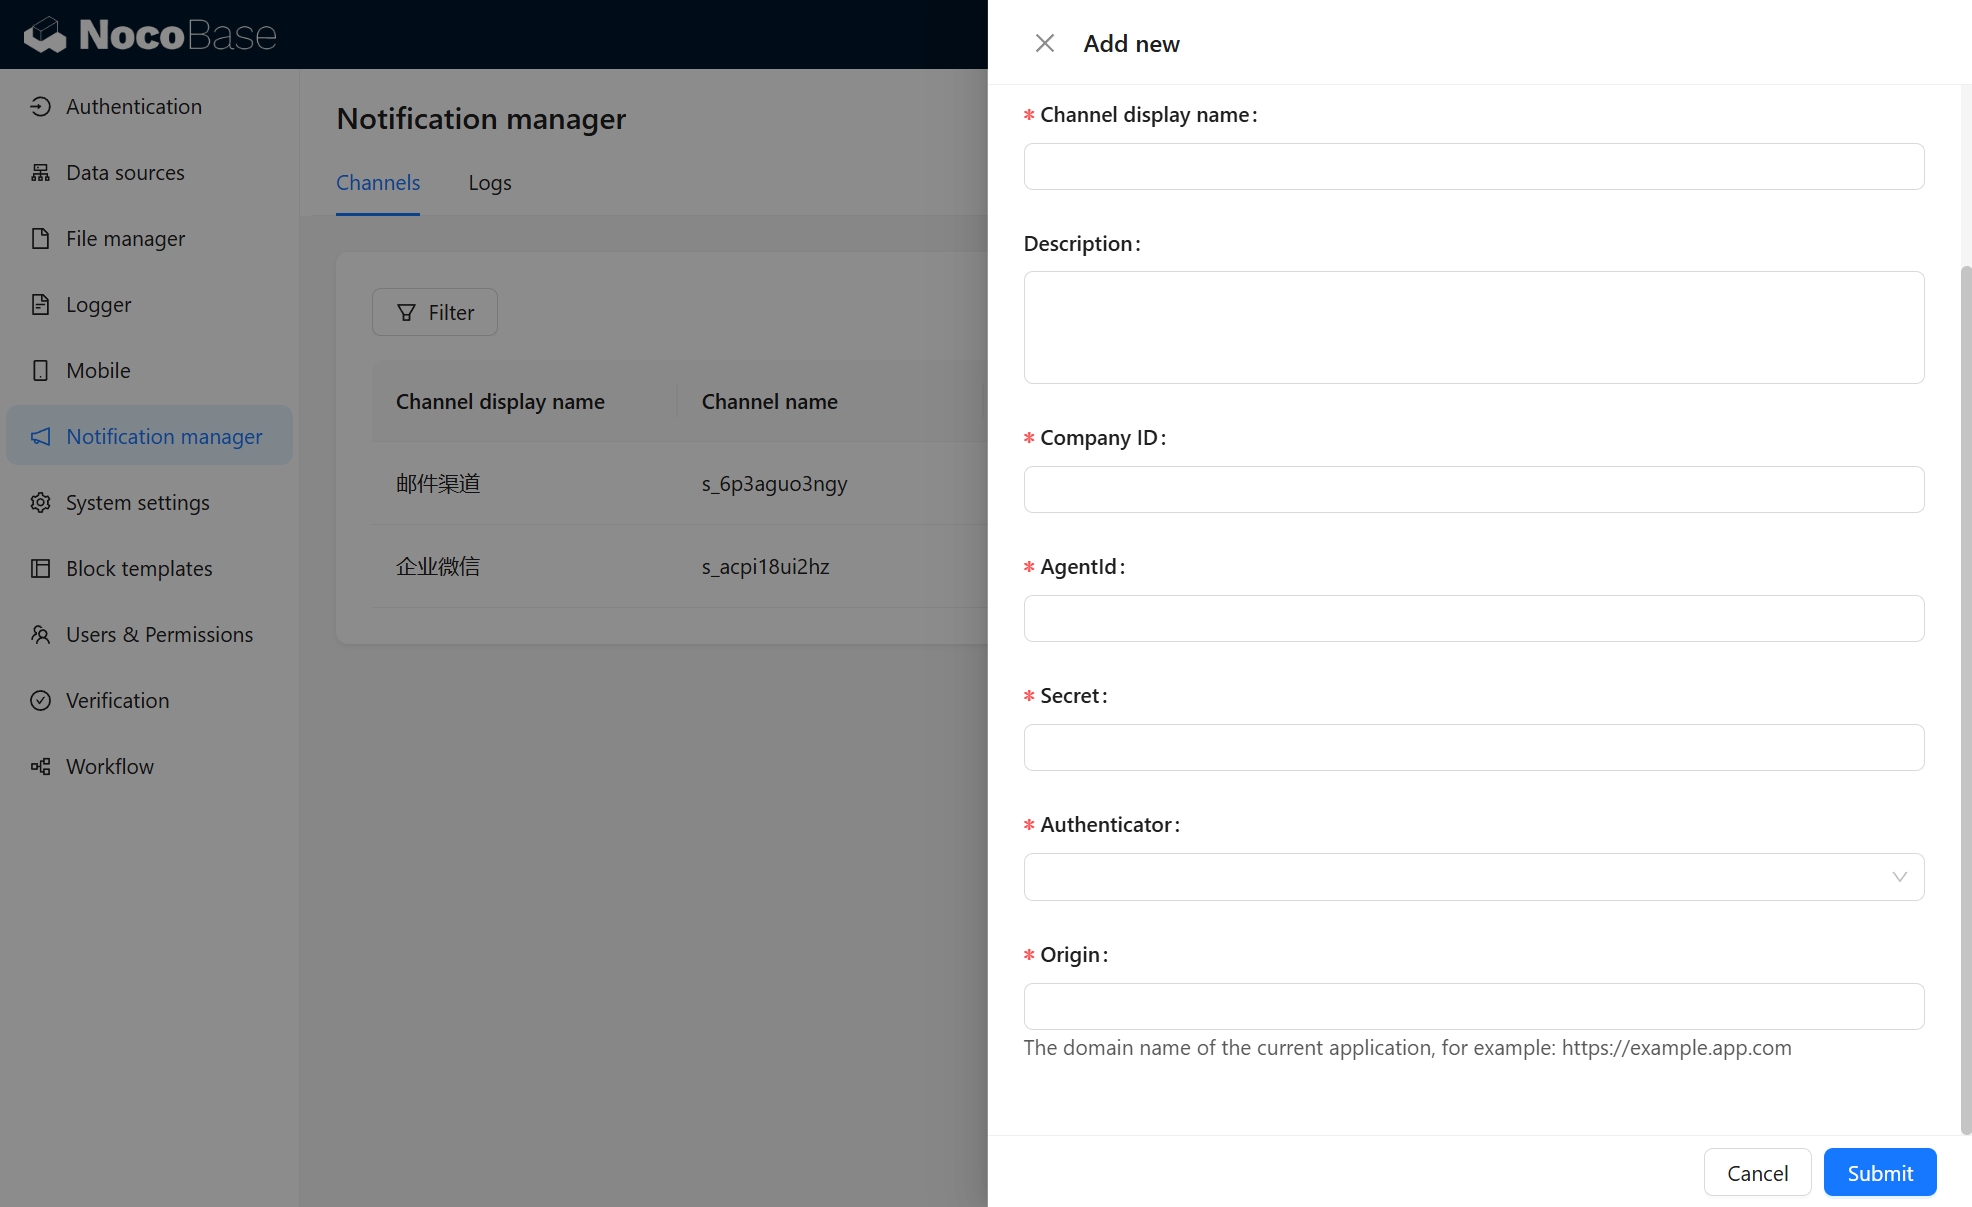 NocoBase
Authentication
Data sources
File manager
Logger
Mobile
Notification manager
System settings
Block templates
Users & Permissions
Verification
Workflow
Notification manager
Channels
Logs
Filter
Channel display name
Channel name
邮件渠道
s_6p3aguo3ngy
企业微信
s_acpi18ui2hz
Add new
* Channel display name:
Description:
* Company ID:
* AgentId:
* Secret:
* Authenticator:
* Origin:
The domain name of the current application, for example: https://example.app.com
Cancel
Submit